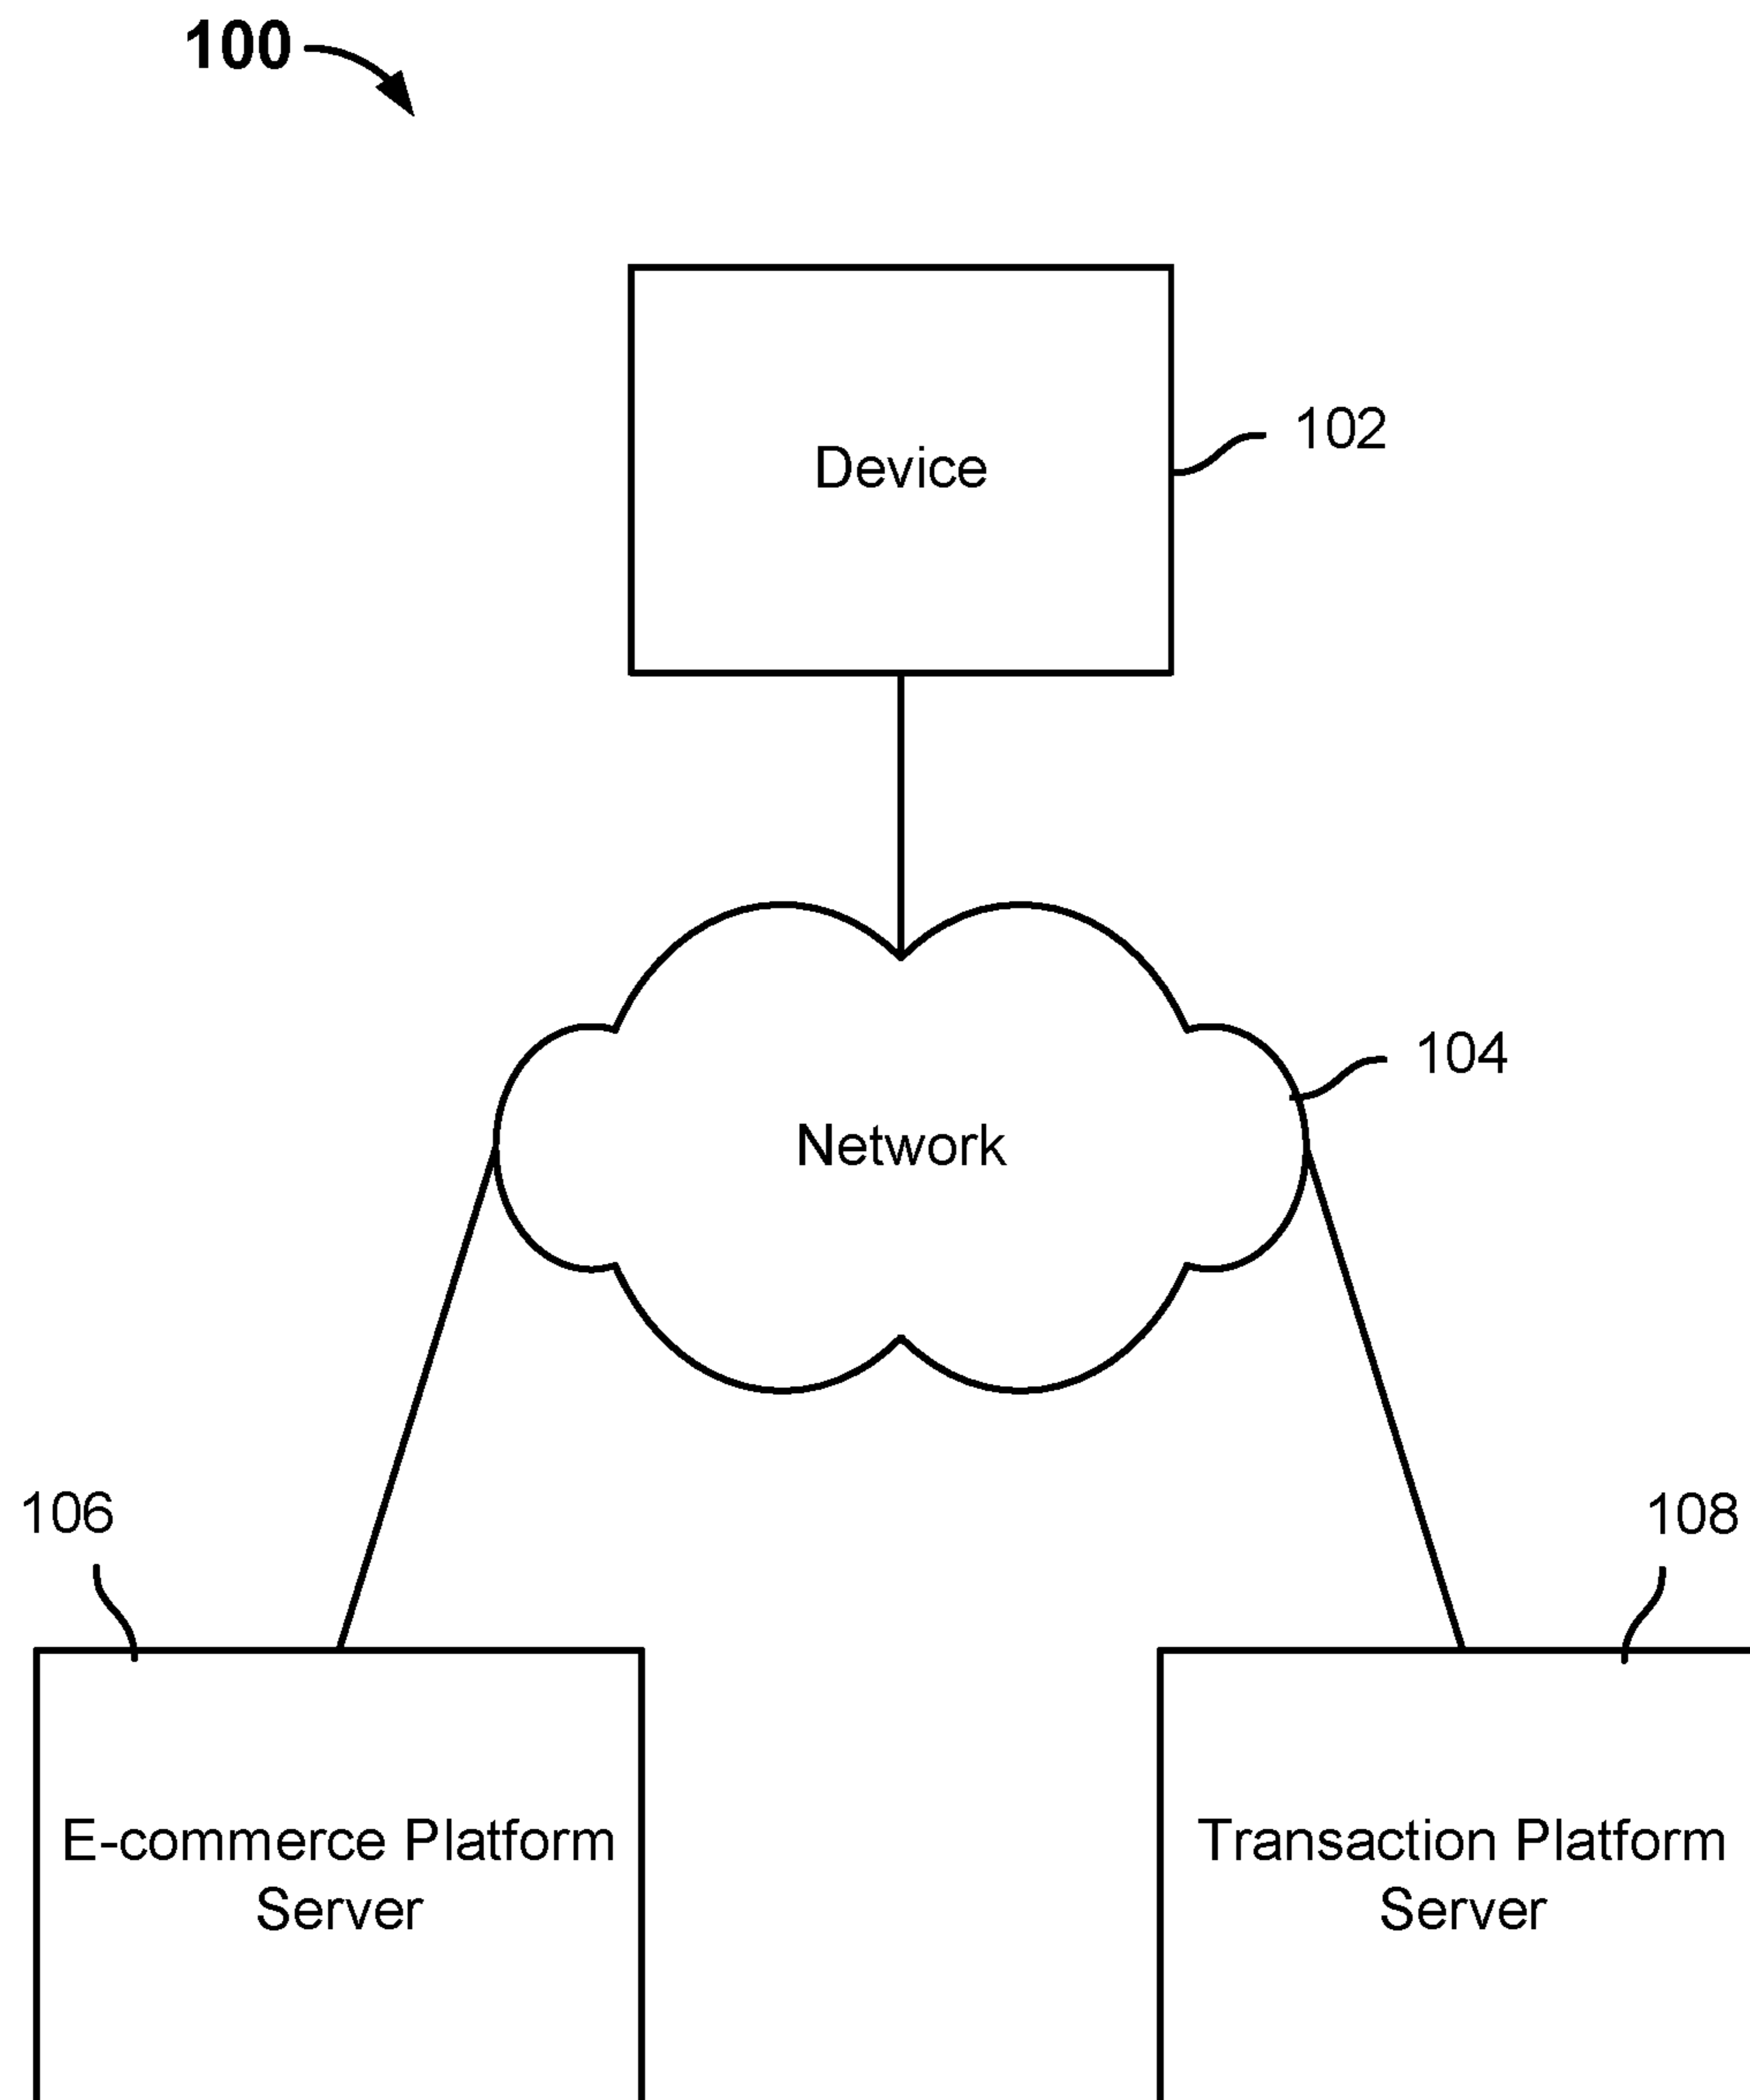 100
Device
102
104
Network
106
108
E-commerce Platform
Server
Transaction Platform
Server